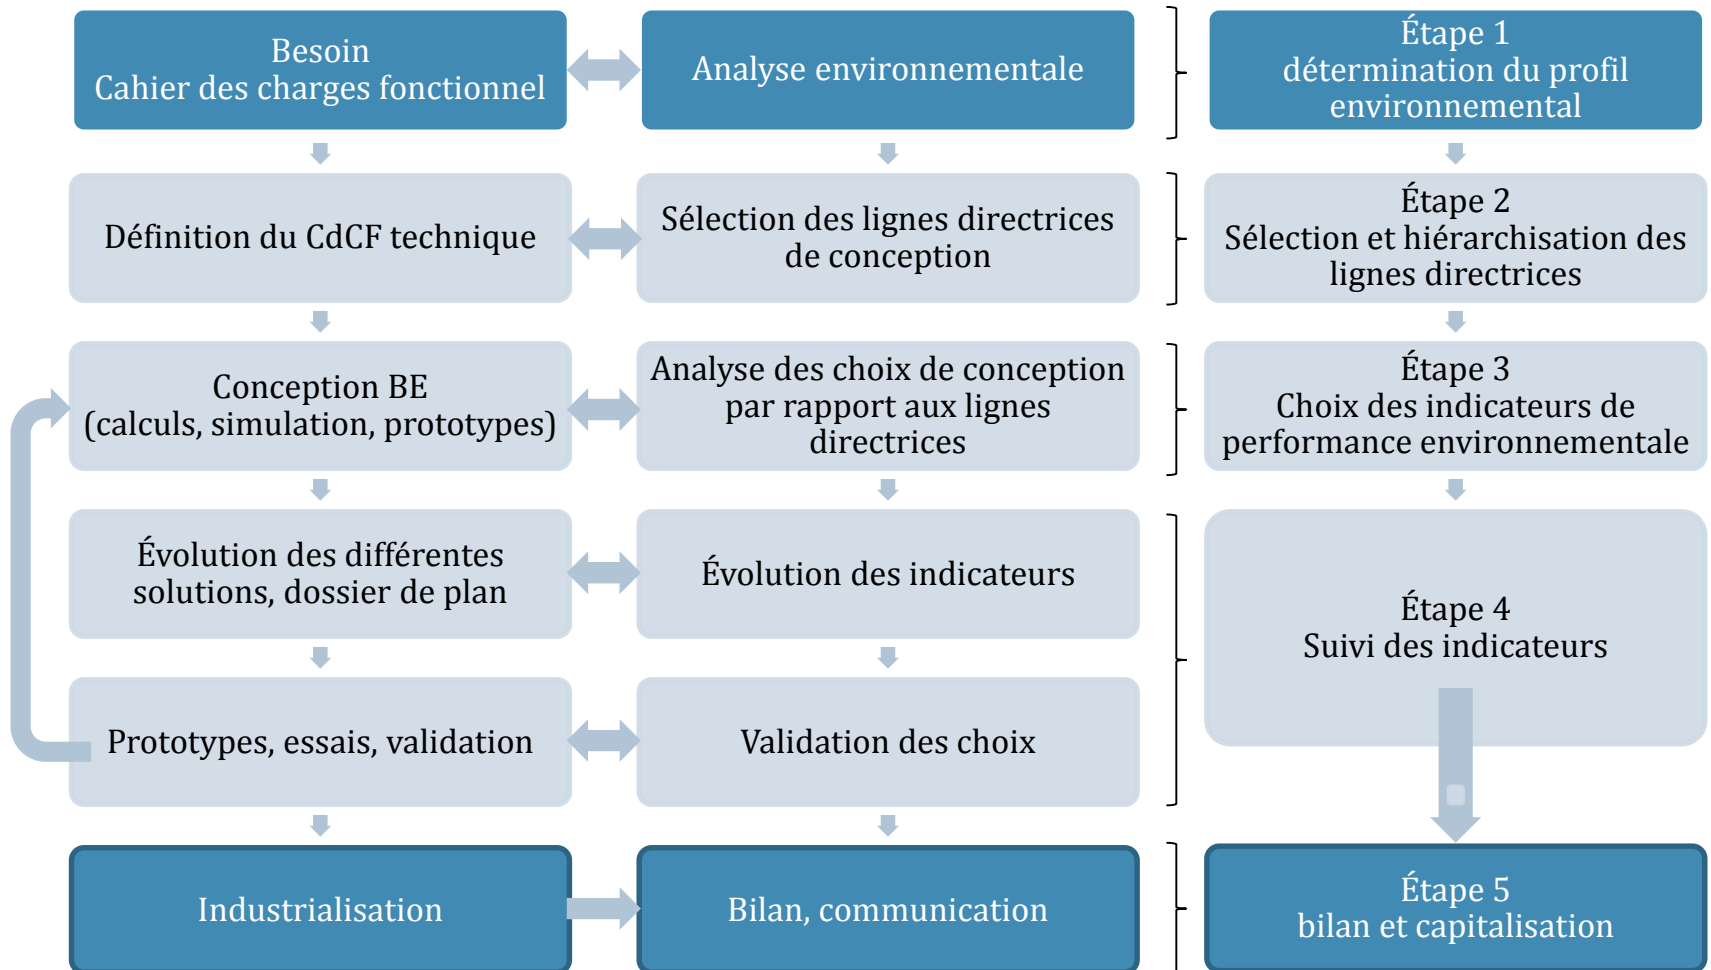 Besoin
Cahier des charges fonctionnel
Analyse environnementale
Étape 1
détermination du profil
environnemental
Définition du CdCF technique
Sélection des lignes directrices
de conception
Étape 2
Sélection et hiérarchisation des
lignes directrices
Conception BE
(calculs, simulation, prototypes)
Analyse des choix de conception
par rapport aux lignes
directrices
Étape 3
Choix des indicateurs de
performance environnementale
Évolution des différentes
solutions, dossier de plan
Évolution des indicateurs
Étape 4
Suivi des indicateurs
Prototypes, essais, validation
Validation des choix
Industrialisation
Bilan, communication
Étape 5
bilan et capitalisation